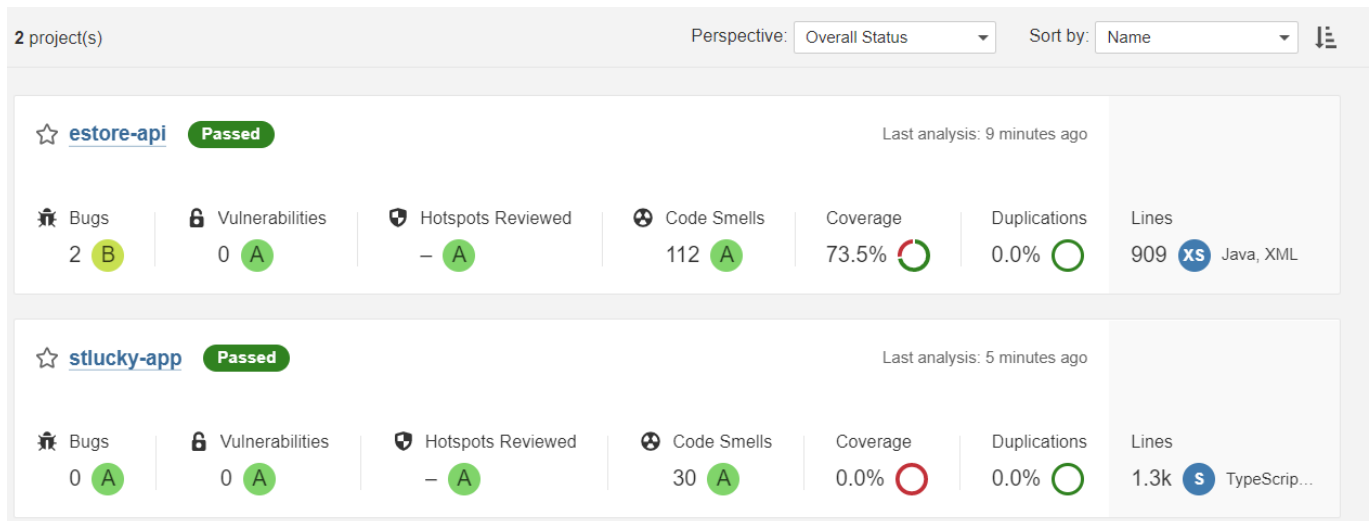 2 project(s) Perspective: Overall Status Sort by: Name
estore-api Passed Last analysis: 9 minutes ago
Bugs Vulnerabilities Hotspots Reviewed Code Smells Coverage Duplications Lines
2 B 0 A – A 112 A 73.5% 0.0% 909 XS Java, XML
stlucky-app Passed Last analysis: 5 minutes ago
Bugs Vulnerabilities Hotspots Reviewed Code Smells Coverage Duplications Lines
0 A 0 A – A 30 A 0.0% 0.0% 1.3k S TypeScrip...